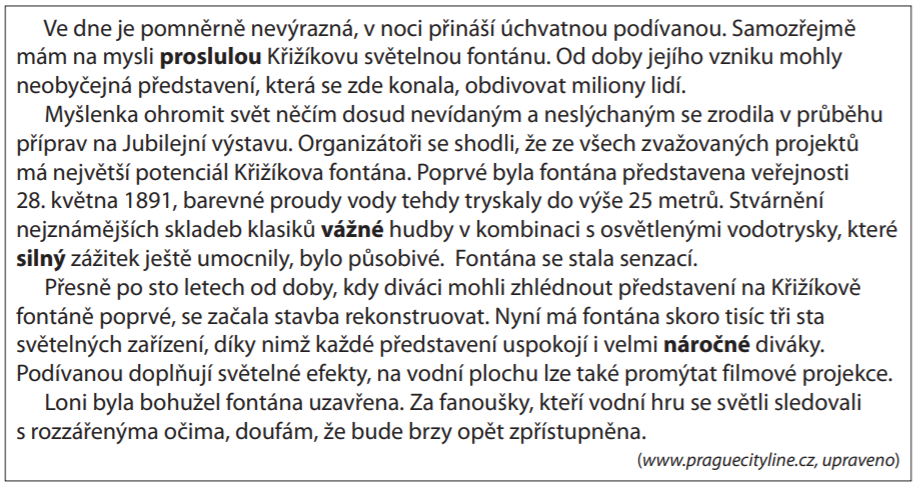 Ve dne je pomněrně nevýrazná, v noci přináší úchvatnou podívanou. Samozřejmě
mám na mysli proslulou Křižíkovu světelnou fontánu. Od doby jejího vzniku mohly
neobyčejná představení, která se zde konala, obdivovat miliony lidí.
Myšlenka ohromit svět něčím dosud nevídaným a neslýchaným se zrodila v průběhu
příprav na Jubilejní výstavu. Organizátoři se shodli, že ze všech zvažovaných projektů
má největší potenciál Křižíkova fontána. Poprvé byla fontána představena veřejnosti
28. května 1891, barevné proudy vody tehdy tryskaly do výše 25 metrů. Stvárnění
nejznámějších skladeb klasiků vážné hudby v kombinaci s osvětlenými vodotrysky, které
silný zážitek ještě umocnily, bylo působivé. Fontána se stala senzací.
Přesně po sto letech od doby, kdy diváci mohli zhlédnout představení na Křižíkově
fontáně poprvé, se začala stavba rekonstruovat. Nyní má fontána skoro tisíc tři sta
světelných zařízení, díky nimž každé představení uspokojí i velmi náročné diváky.
Podívanou doplňují světelné efekty, na vodní plochu lze také promýtat filmové projekce.
Loni byla bohužel fontána uzavřena. Za fanoušky, kteří vodní hru se světli sledovali
s rozzářenýma očima, doufám, že bude brzy opět zpřístupněna.
(www.praguecityline.cz, upraveno)